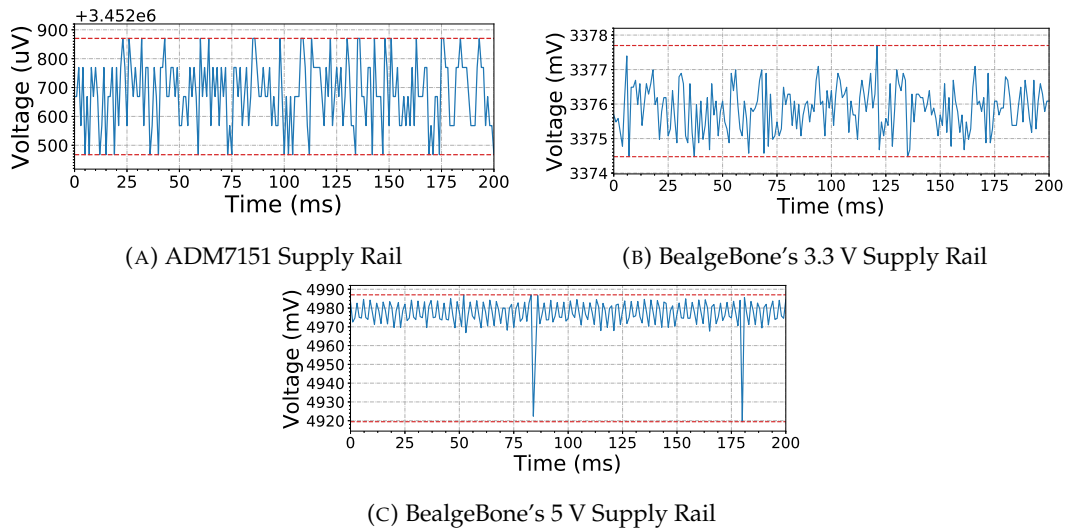 +3.452e6
900
800
700
600
500
Voltage (uV)
0 25 50 75 100 125 150 175 200
Time (ms)
(A) ADM7151 Supply Rail
3378
3377
3376
3375
3374
Voltage (mV)
0 25 50 75 100 125 150 175 200
Time (ms)
(B) BealgeBone's 3.3 V Supply Rail
4990
4980
4970
4960
4950
4940
4930
4920
Voltage (mV)
0 25 50 75 100 125 150 175 200
Time (ms)
(C) BealgeBone's 5 V Supply Rail